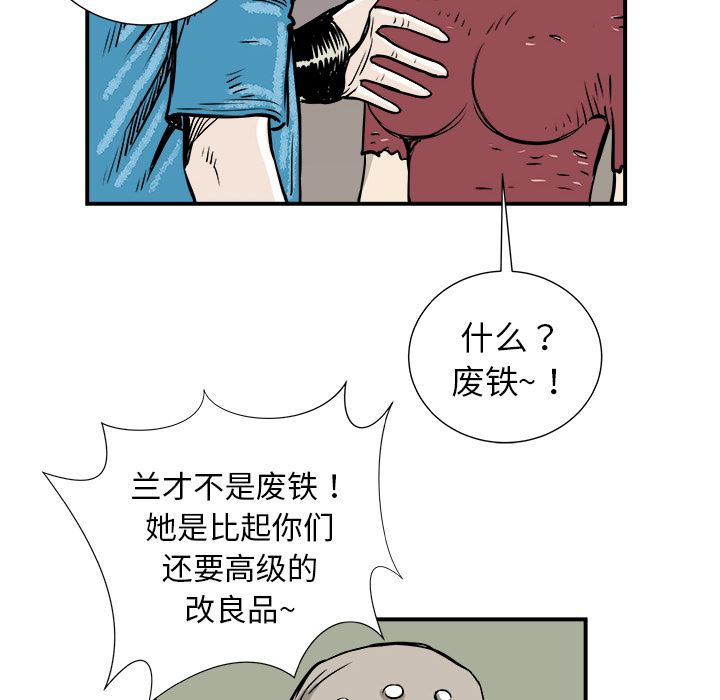 什么？
废铁~！
兰才不是废铁！
她是比起你们
还要高级的
改良品~